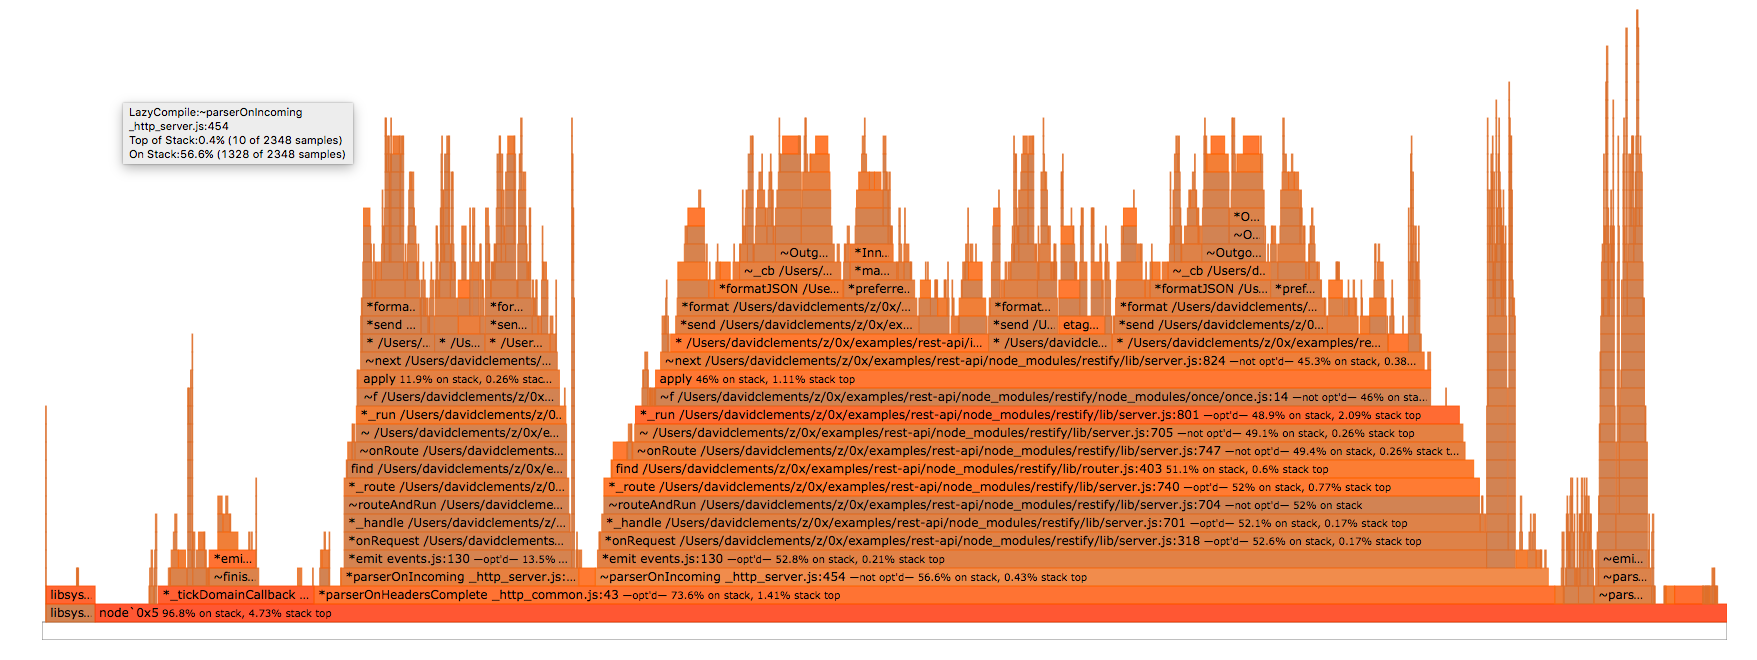 LazyCompile:~parserOnIncoming
_http_server.js:454
Top of Stack:0.4% (10 of 2348 samples)
On Stack:56.6% (1328 of 2348 samples)
*O...
~O...
~Outg... *Inn... ~Outgo...
~_cb /Users/... *ma... ~_cb /Users/d...
*formatJSON /Use... *preferre... *formatJSON /Us... *pref...
*forma... *for... *format /Users/davidclements/z/0x/... *format... *format /Users/davidclements/...
*send ... *sen... *send /Users/davidclements/z/0x/ex... *send /U... etag... *send /Users/davidclements/z/0...
* /Users/... * /Us... * /User... * /Users/davidclements/z/0x/examples/rest-api/i... * /Users/davidcle... * /Users/davidclements/z/0x/examples/re...
~next /Users/davidclements/... ~next /Users/davidclements/z/0x/examples/rest-api/node_modules/restify/lib/server.js:824 —not opt'd— 45.3% on stack, 0.38...
apply 11.9% on stack, 0.26% stac... apply 46% on stack, 1.11% stack top
~f /Users/davidclements/z/0x... ~f /Users/davidclements/z/0x/examples/rest-api/node_modules/restify/node_modules/once/once.js:14 —not opt'd— 46% on sta...
*_run /Users/davidclements/z/0... *_run /Users/davidclements/z/0x/examples/rest-api/node_modules/restify/lib/server.js:801 —opt'd— 48.9% on stack, 2.09% stack top
~ /Users/davidclements/z/0x/e... ~ /Users/davidclements/z/0x/examples/rest-api/node_modules/restify/lib/server.js:705 —not opt'd— 49.1% on stack, 0.26% stack top
~onRoute /Users/davidclements... ~onRoute /Users/davidclements/z/0x/examples/rest-api/node_modules/restify/lib/server.js:747 —not opt'd— 49.4% on stack, 0.26% stack t...
find /Users/davidclements/z/0x/e... find /Users/davidclements/z/0x/examples/rest-api/node_modules/restify/lib/router.js:403 51.1% on stack, 0.6% stack top
*_route /Users/davidclements/z/0... *_route /Users/davidclements/z/0x/examples/rest-api/node_modules/restify/lib/server.js:740 —opt'd— 52% on stack, 0.77% stack top
~routeAndRun /Users/davidcleme... ~routeAndRun /Users/davidclements/z/0x/examples/rest-api/node_modules/restify/lib/server.js:704 —not opt'd— 52% on stack
*_handle /Users/davidclements/z/... *_handle /Users/davidclements/z/0x/examples/rest-api/node_modules/restify/lib/server.js:701 —opt'd— 52.1% on stack, 0.17% stack top
*onRequest /Users/davidclements... *onRequest /Users/davidclements/z/0x/examples/rest-api/node_modules/restify/lib/server.js:318 —opt'd— 52.6% on stack, 0.17% stack top
*emi... *emit events.js:130 —opt'd— 13.5% ... *emit events.js:130 —opt'd— 52.8% on stack, 0.21% stack top ~emi...
~finis... *parserOnIncoming _http_server.js:... ~parserOnIncoming _http_server.js:454 —not opt'd— 56.6% on stack, 0.43% stack top ~pars...
libsys... *_tickDomainCallback ... *parserOnHeadersComplete _http_common.js:43 —opt'd— 73.6% on stack, 1.41% stack top ~pars...
libsys... node`0x5 96.8% on stack, 4.73% stack top